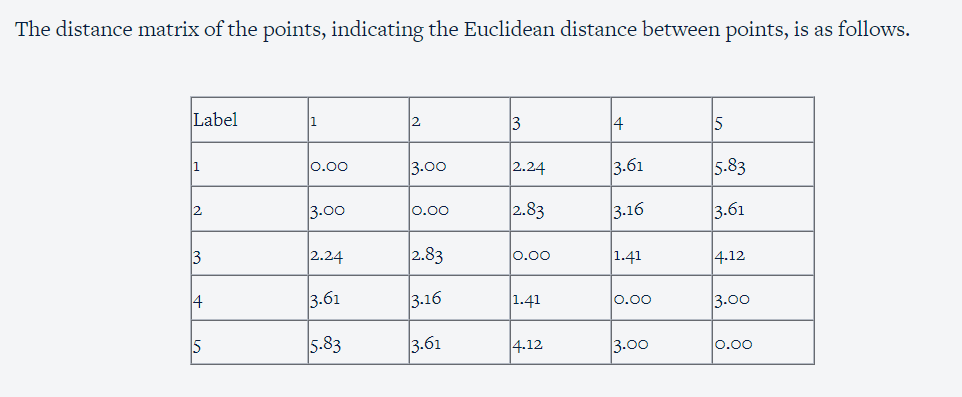 The distance matrix of the points, indicating the Euclidean distance between points, is as follows.
Label 1 2 3 4 5
1 0.00 3.00 2.24 3.61 5.83
2 3.00 0.00 2.83 3.16 3.61
3 2.24 2.83 0.00 1.41 4.12
4 3.61 3.16 1.41 0.00 3.00
5 5.83 3.61 4.12 3.00 0.00